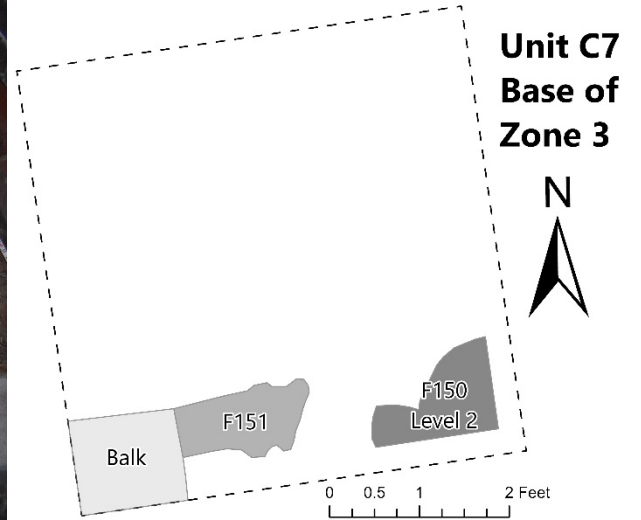 Unit C7
Base of
Zone 3
N
F150
Level 2
F151
Balk
0 0.5 1 2 Feet